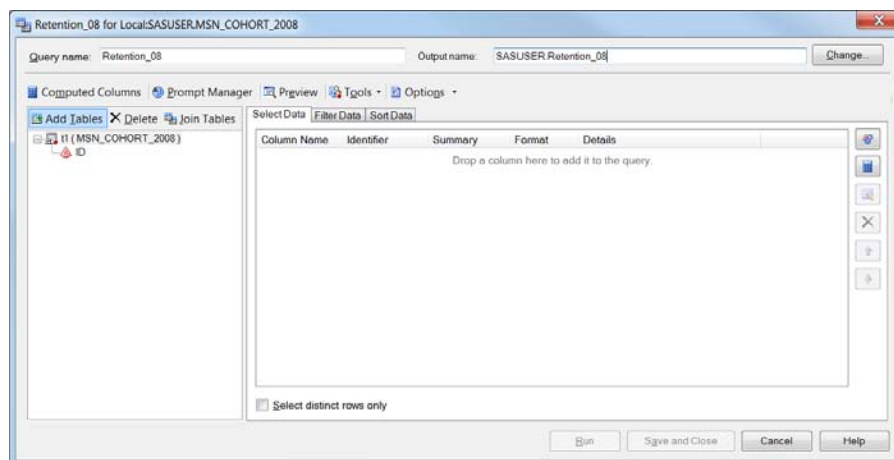 Retention_08 for Local:SASUSER.MSN_COHORT_2008
Query name: Retention_08 Output name: SASUSER.Retention_08 Change...
Computed Columns Prompt Manager Preview Tools Options
Add Tables Delete Join Tables Select Data Filter Data Sort Data
t1 (MSN_COHORT_2008) Column Name Identifier Summary Format Details
ID Drop a column here to add it to the query.
Select distinct rows only
Run Save and Close Cancel Help